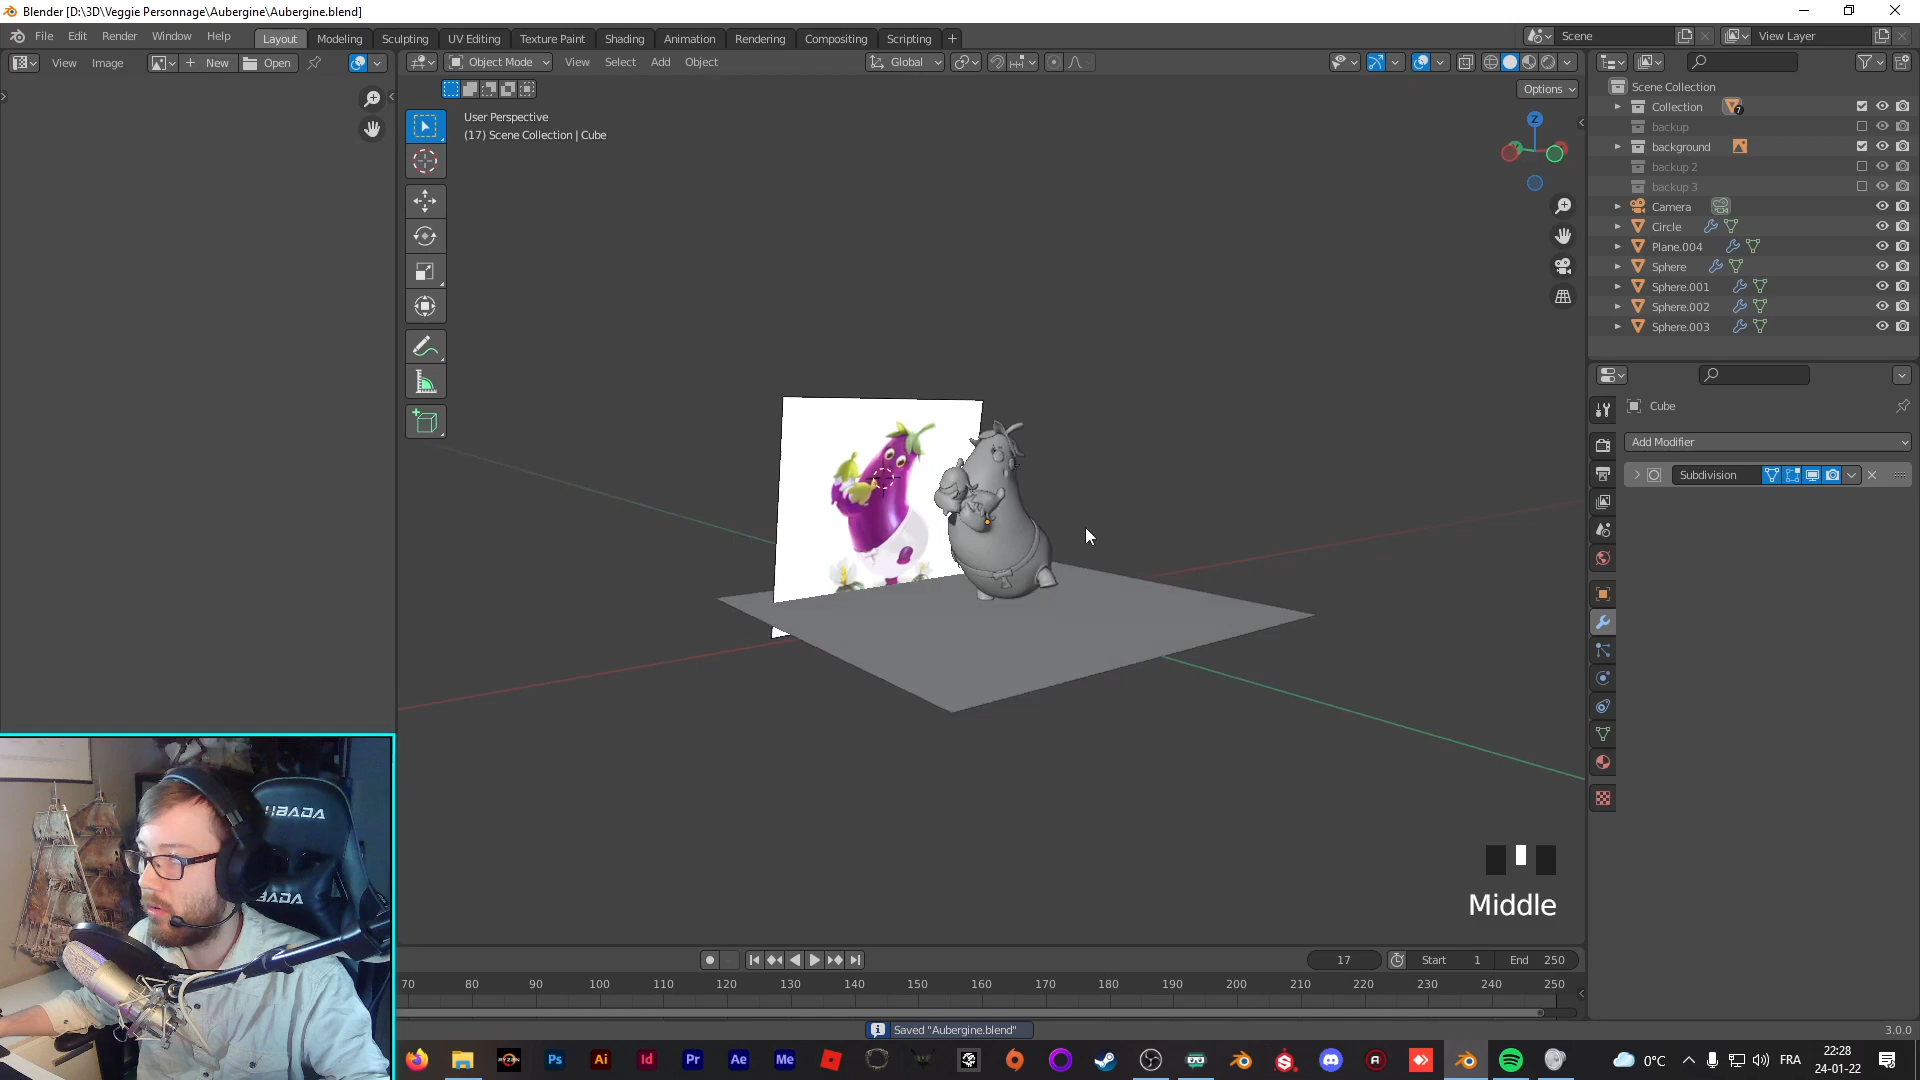 Blender [D:\3D\Veggie Personnage\Aubergine\Aubergine.blend]
File Edit Render Window Help
Layout Modeling Sculpting UV Editing Texture Paint Shading Animation Rendering Compositing Scripting
Scene View Layer
View Image New Open
Object Mode View Select Add Object Global
Options
User Perspective
(17) Scene Collection | Cube
Z
Scene Collection
Collection 7
backup
background
backup 2
backup 3
Camera
Circle
Plane.004
Sphere
Sphere.001
Sphere.002
Sphere.003
Cube
Add Modifier
Subdivision
Middle
HBADA
17 Start 1 End 250
70 80 90 100 110 120 130 140 150 160 170 180 190 200 210 220 230 240 250
Saved "Aubergine.blend"
3.0.0
RYZEN Ps Ai Id Pr Ae Me
0°C FRA 22:28
24-01-22